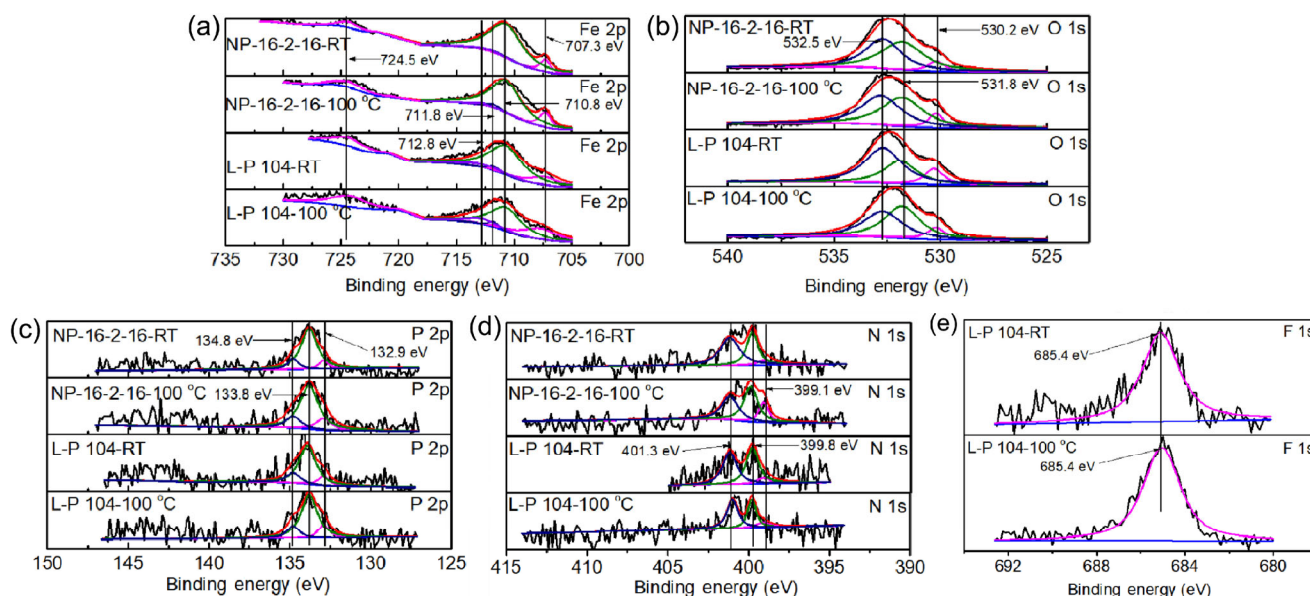 (a)
NP-16-2-16-RT
Fe 2p
707.3 eV
724.5 eV
NP-16-2-16-100 °C
Fe 2p
710.8 eV
711.8 eV
712.8 eV
L-P 104-RT
Fe 2p
L-P 104-100 °C
Fe 2p
735 730 725 720 715 710 705 700
Binding energy (eV)
(b)
NP-16-2-16-RT
532.5 eV
530.2 eV
O 1s
NP-16-2-16-100 °C
531.8 eV
O 1s
L-P 104-RT
O 1s
L-P 104-100 °C
O 1s
540 535 530 525
Binding energy (eV)
(c)
NP-16-2-16-RT
P 2p
134.8 eV
132.9 eV
NP-16-2-16-100 °C
P 2p
133.8 eV
L-P 104-RT
P 2p
L-P 104-100 °C
P 2p
150 145 140 135 130 125
Binding energy (eV)
(d)
NP-16-2-16-RT
N 1s
NP-16-2-16-100 °C
N 1s
399.1 eV
L-P 104-RT
N 1s
401.3 eV
399.8 eV
L-P 104-100 °C
N 1s
415 410 405 400 395 390
Binding energy (eV)
(e)
L-P 104-RT
F 1s
685.4 eV
L-P 104-100 °C
F 1s
685.4 eV
692 688 684 680
Binding energy (eV)